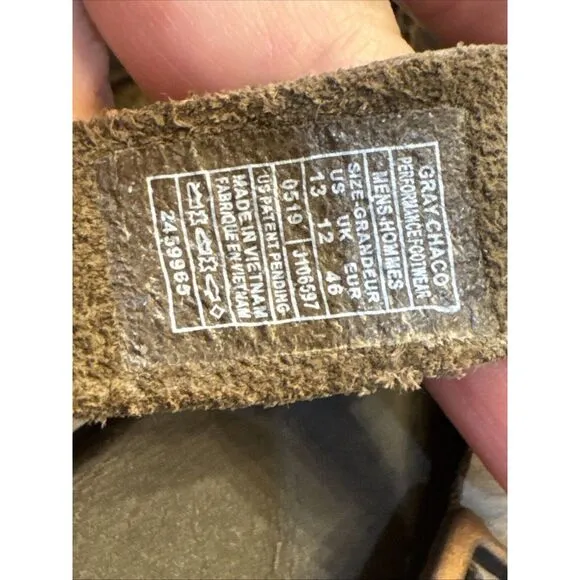 GRAY CHACO
PERFORMANCE FOOTWEAR
MENS.HOMMES
SIZE GRANDEUR
US UK EUR
13 12 46
0519 J106597
US PATENT PENDING
MADE IN VIETNAM
FABRIQUE EN VIETNAM
2459965